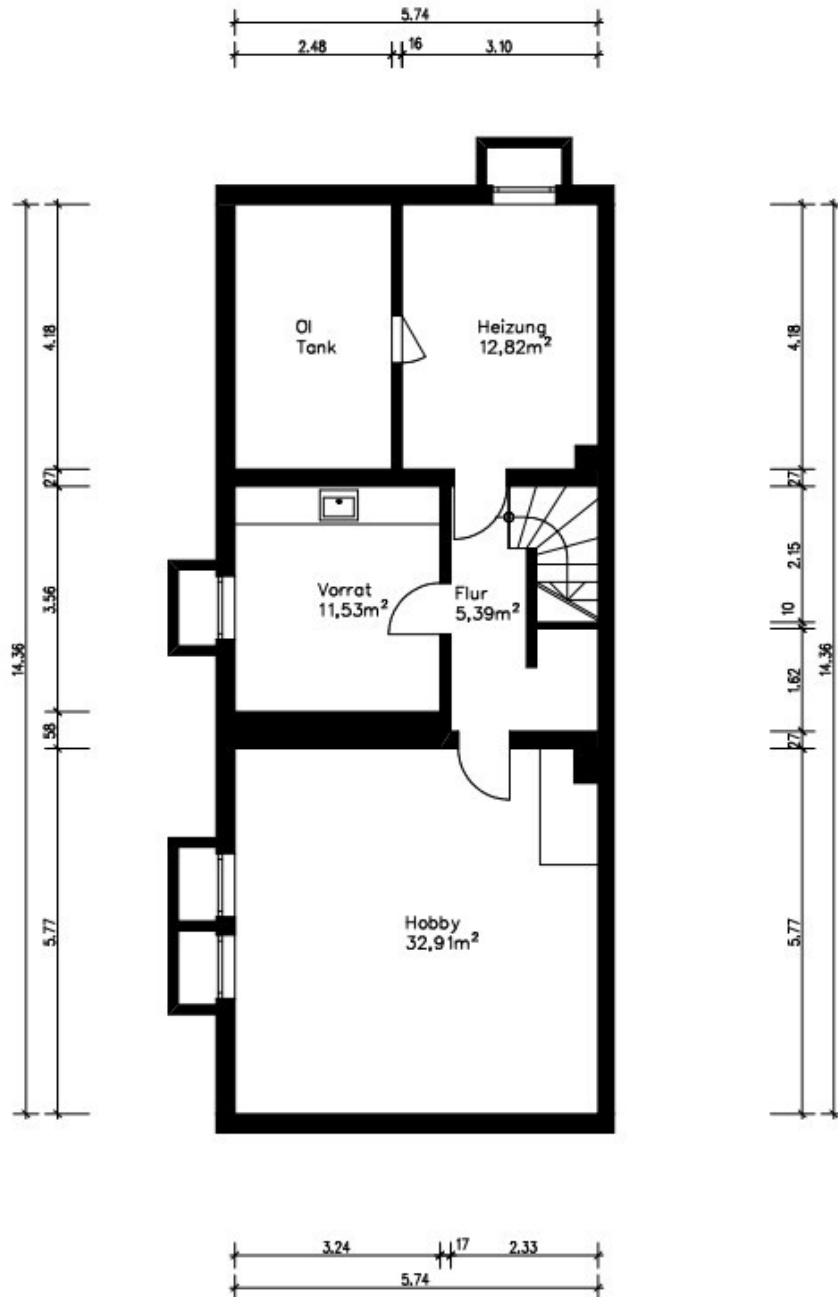 5.74
2.48 16 3.10
Ol
Tank
Heizung
12,82m²
Vorrat
11,53m²
Flur
5,39m²
Hobby
32,91m²
14.36
4.18
27
3.56
58
5.77
4.18
27
2.15
10
1.62
27
5.77
14.36
3.24 17 2.33
5.74